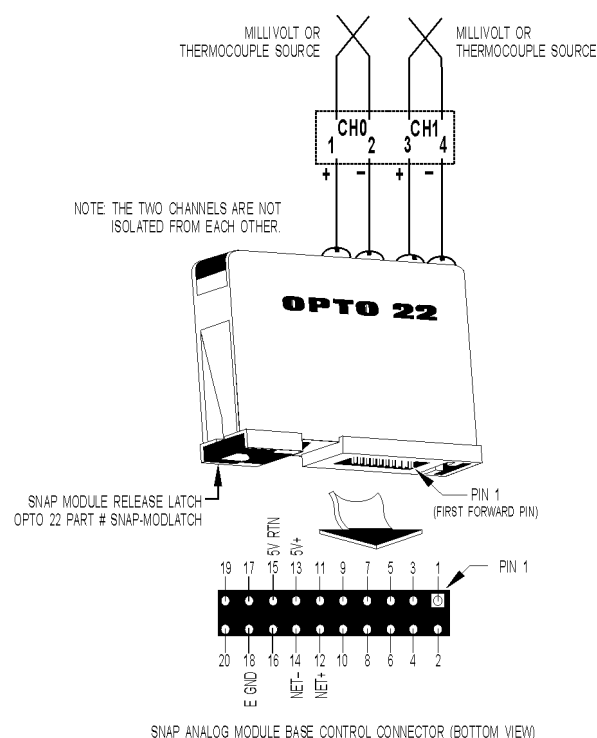 MILLIVOLT OR
THERMOCOUPLE SOURCE
MILLIVOLT OR
THERMOCOUPLE SOURCE
CH0 CH1
1 2 3 4
+ − + −
NOTE: THE TWO CHANNELS ARE NOT
ISOLATED FROM EACH OTHER.
OPTO 22
SNAP MODULE RELEASE LATCH
OPTO 22 PART # SNAP-MODLATCH
PIN 1
(FIRST FORWARD PIN)
5V RTN
5V+
19 17 15 13 11 9 7 5 3 1
PIN 1
20 18 16 14 12 10 8 6 4 2
E GND
NET−
NET+
SNAP ANALOG MODULE BASE CONTROL CONNECTOR (BOTTOM VIEW)